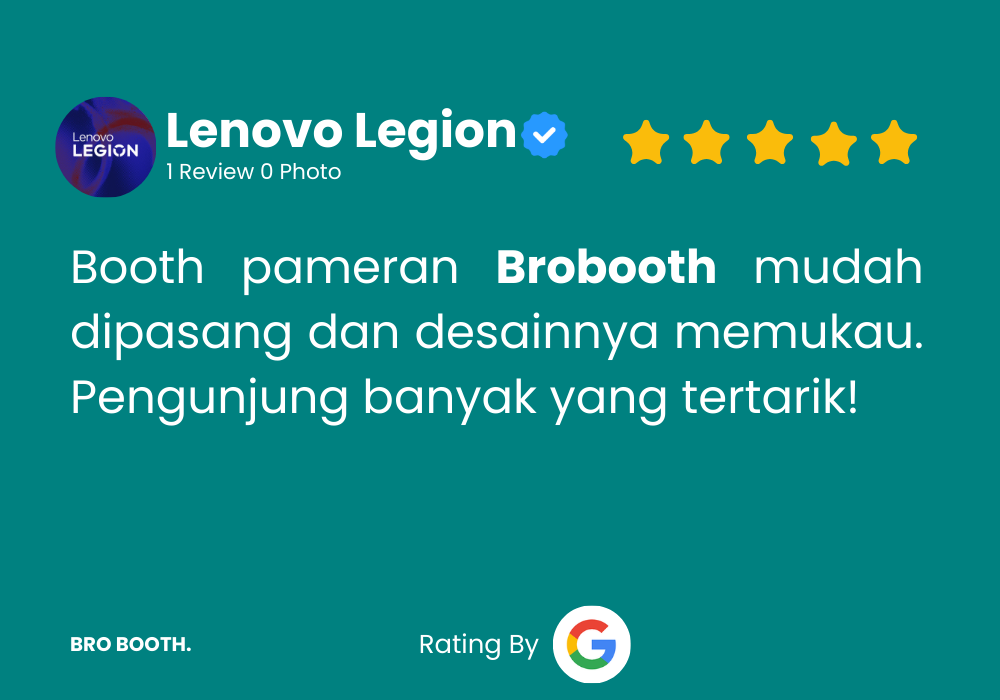 Lenovo
LEGION
Lenovo Legion
1 Review 0 Photo
Booth pameran Brobooth mudah
dipasang dan desainnya memukau.
Pengunjung banyak yang tertarik!
BRO BOOTH.
Rating By